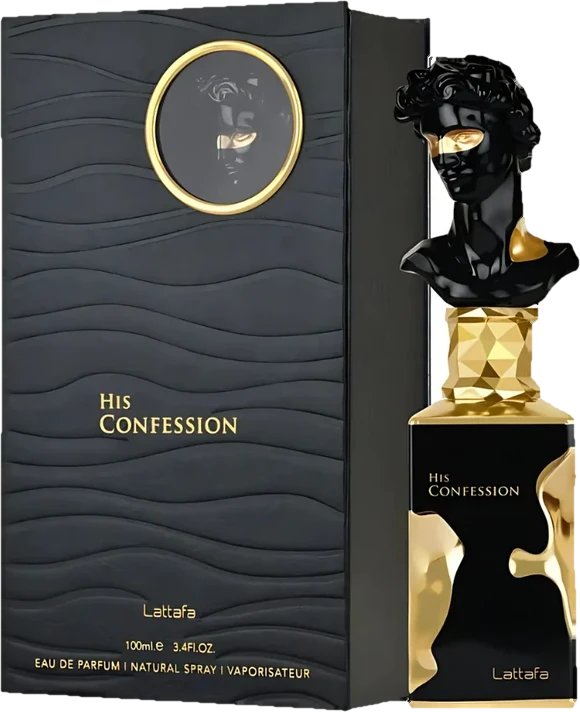 His
Confession
Lattafa
100ml.e 3.4Fl.OZ.
EAU DE PARFUM I NATURAL SPRAY I VAPORISATEUR
His
Confession
Lattafa